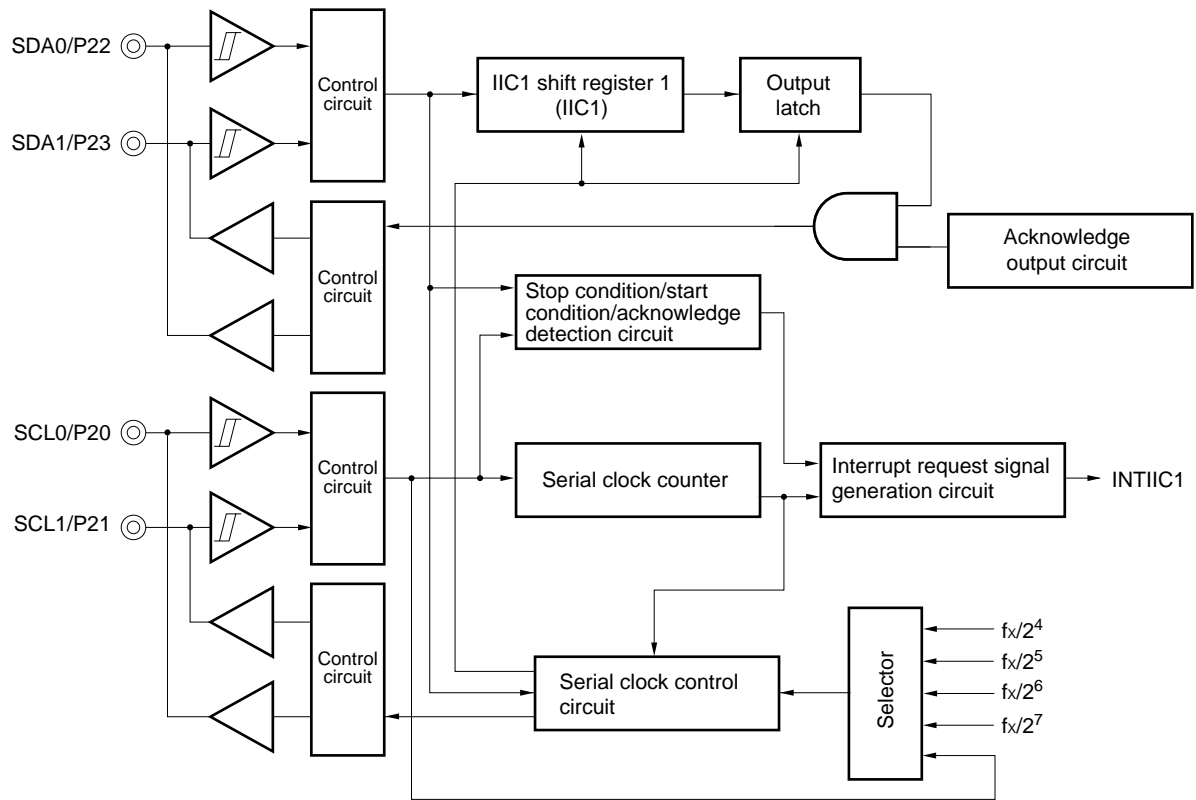 SDA0/P22
SDA1/P23
Control
circuit
IIC1 shift register 1
(IIC1)
Output
latch
Control
circuit
Acknowledge
output circuit
Stop condition/start
condition/acknowledge
detection circuit
SCL0/P20
SCL1/P21
Control
circuit
Serial clock counter
Interrupt request signal
generation circuit
INTIIC1
Control
circuit
Serial clock control
circuit
Selector
fx/2⁴
fx/2⁵
fx/2⁶
fx/2⁷